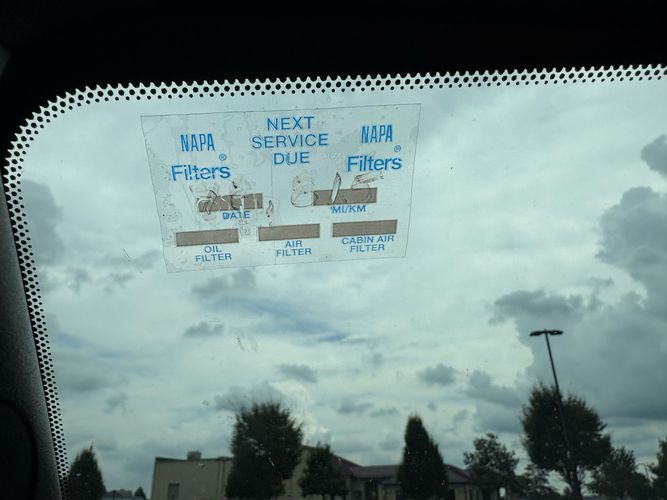 NAPA® Filters
NEXT SERVICE DUE
NAPA® Filters
DATE
MI/KM
OIL FILTER
AIR FILTER
CABIN AIR FILTER